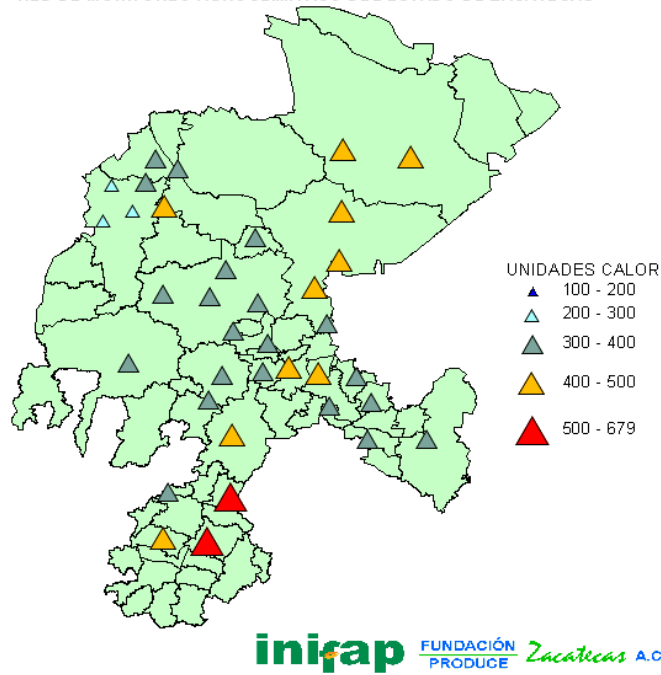 UNIDADES CALOR
100 - 200
200 - 300
300 - 400
400 - 500
500 - 679
inifap FUNDACIÓN PRODUCE Zacatecas A.C